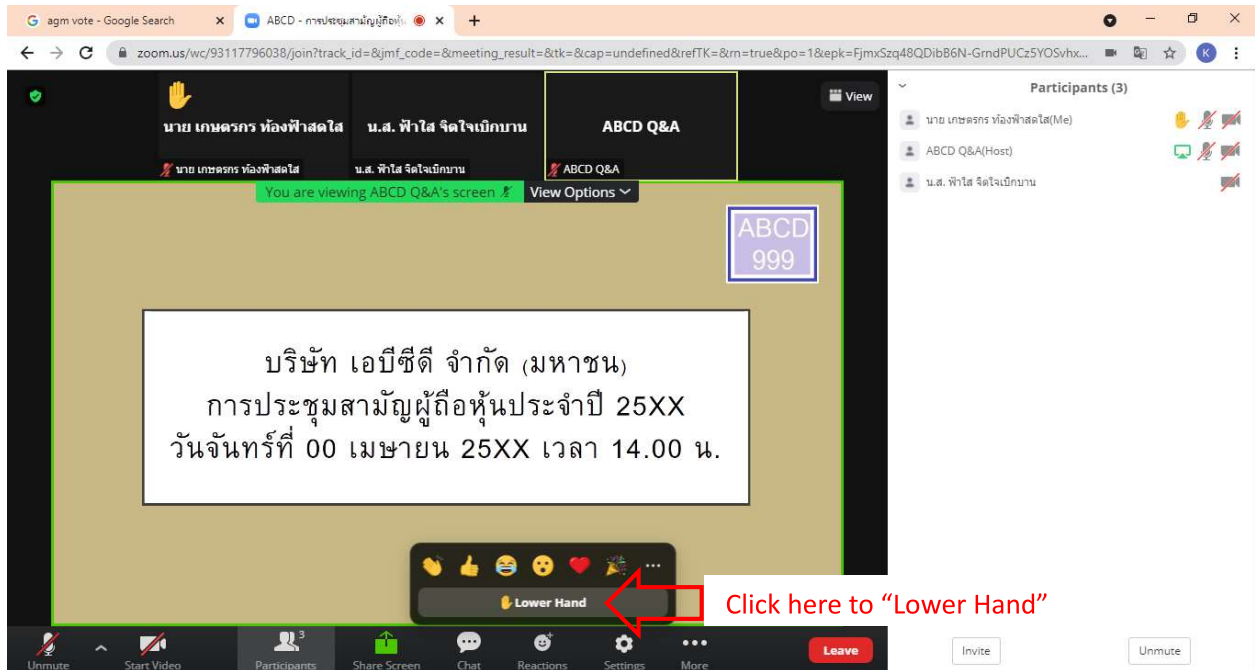 agm vote - Google Search
ABCD - การประชุมสามัญผู้ถือหุ้
zoom.us/wc/93117796038/join?track_id=&jmf_code=&meeting_result=&tk=&cap=undefined&refTK=&rn=true&po=1&epk=FjmxSzq48QDibB6N-GrndPUCz5YOSvhx...
K
นาย เกษตรกร ท้องฟ้าสดใส
น.ส. ฟ้าใส จิตใจเบิกบาน
ABCD Q&A
View
นาย เกษตรกร ท้องฟ้าสดใส
น.ส. ฟ้าใส จิตใจเบิกบาน
ABCD Q&A
You are viewing ABCD Q&A's screen
View Options
Participants (3)
นาย เกษตรกร ท้องฟ้าสดใส(Me)
ABCD Q&A(Host)
น.ส. ฟ้าใส จิตใจเบิกบาน
ABCD
999
บริษัท เอบีซีดี จำกัด (มหาชน)
การประชุมสามัญผู้ถือหุ้นประจำปี 25XX
วันจันทร์ที่ 00 เมษายน 25XX เวลา 14.00 น.
Lower Hand
Click here to “Lower Hand”
Unmute
Start Video
Participants
3
Share Screen
Chat
Reactions
Settings
More
Leave
Invite
Unmute